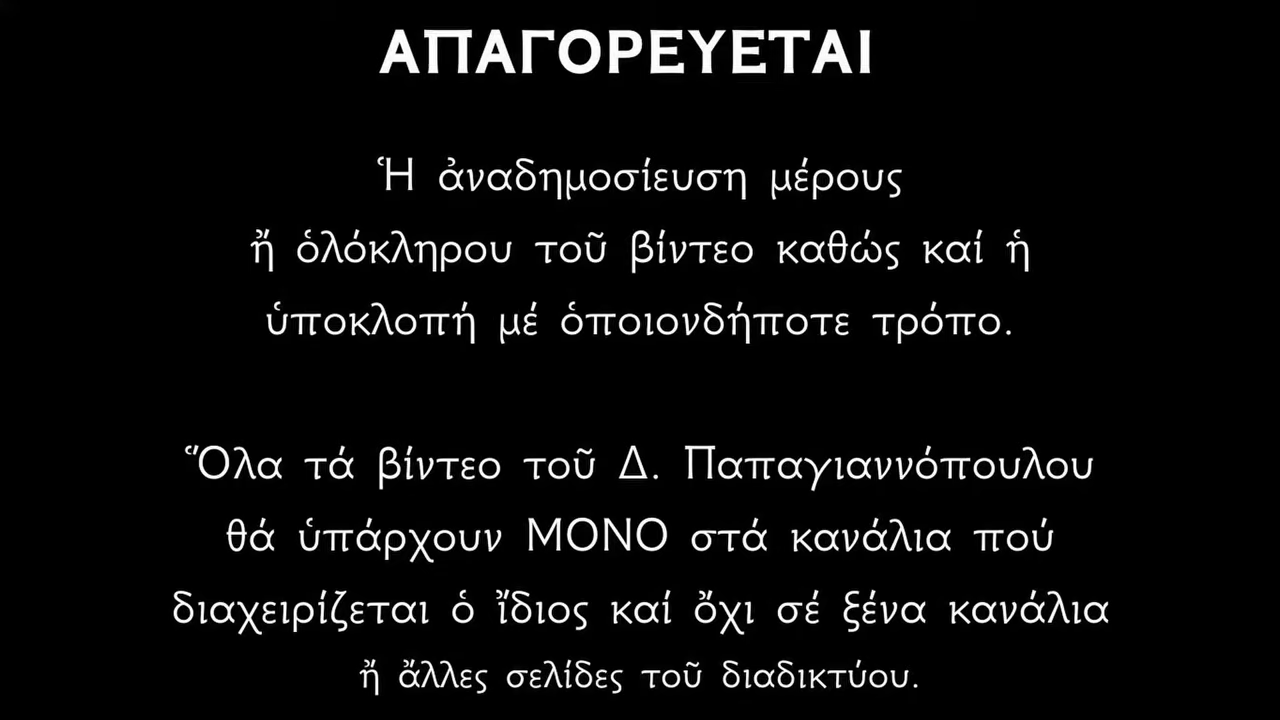 ΑΠΑΓΟΡΕΥΕΤΑΙ
Ἡ ἀναδημοσίευση μέρους
ἤ ὁλόκληρου τοῦ βίντεο καθώς καί ἡ
ὑποκλοπή μέ ὁποιονδήποτε τρόπο.
Ὅλα τά βίντεο τοῦ Δ. Παπαγιαννόπουλου
θά ὑπάρχουν ΜΟΝΟ στά κανάλια πού
διαχειρίζεται ὁ ἴδιος καί ὄχι σέ ξένα κανάλια
ἤ ἄλλες σελίδες τοῦ διαδικτύου.